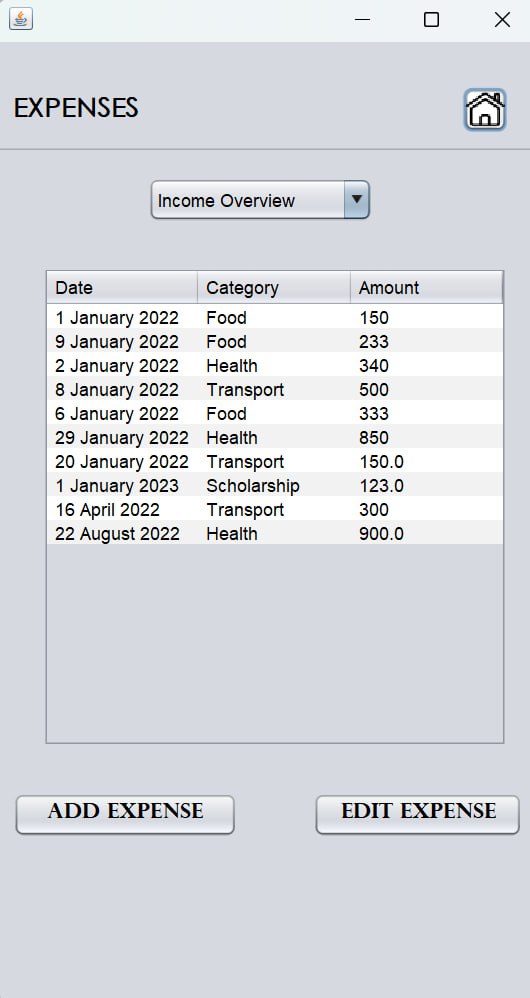 EXPENSES
Income Overview
Date Category Amount
1 January 2022 Food 150
9 January 2022 Food 233
2 January 2022 Health 340
8 January 2022 Transport 500
6 January 2022 Food 333
29 January 2022 Health 850
20 January 2022 Transport 150.0
1 January 2023 Scholarship 123.0
16 April 2022 Transport 300
22 August 2022 Health 900.0
ADD EXPENSE EDIT EXPENSE